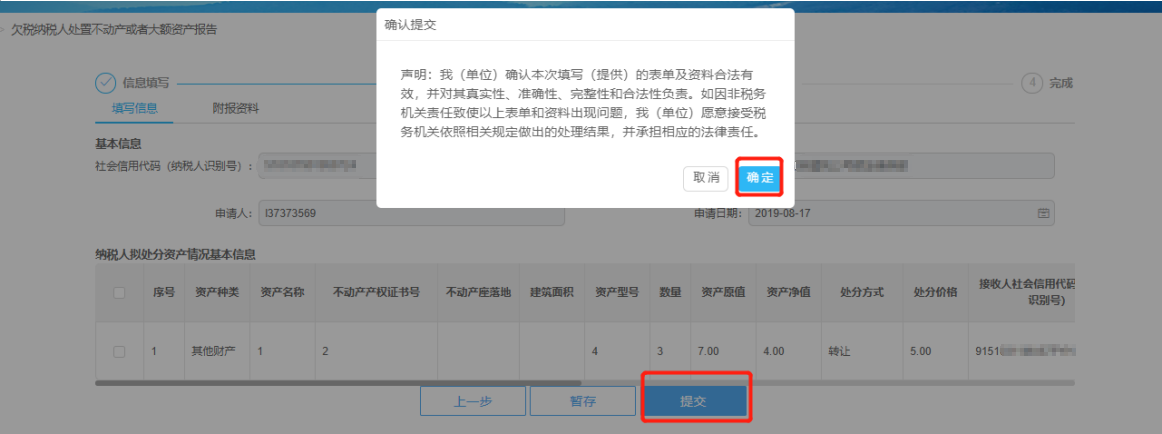 欠税纳税人处置不动产或者大额资产报告
确认提交
声明：我（单位）确认本次填写（提供）的表单及资料合法有
效，并对其真实性、准确性、完整性和合法性负责。如因非税务
机关责任致使以上表单和资料出现问题，我（单位）愿意接受税
务机关依照相关规定做出的处理结果，并承担相应的法律责任。
取消 确定
信息填写 4 完成
填写信息 附报资料
基本信息
社会信用代码（纳税人识别号）：
申请人： I37373569 申请日期： 2019-08-17
纳税人拟处分资产情况基本信息
序号 资产种类 资产名称 不动产产权证书号 不动产座落地 建筑面积 资产型号 数量 资产原值 资产净值 处分方式 处分价格 接收人社会信用代码
识别号)
1 其他财产 1 2 4 3 7.00 4.00 转让 5.00 9151
上一步 暂存 提交